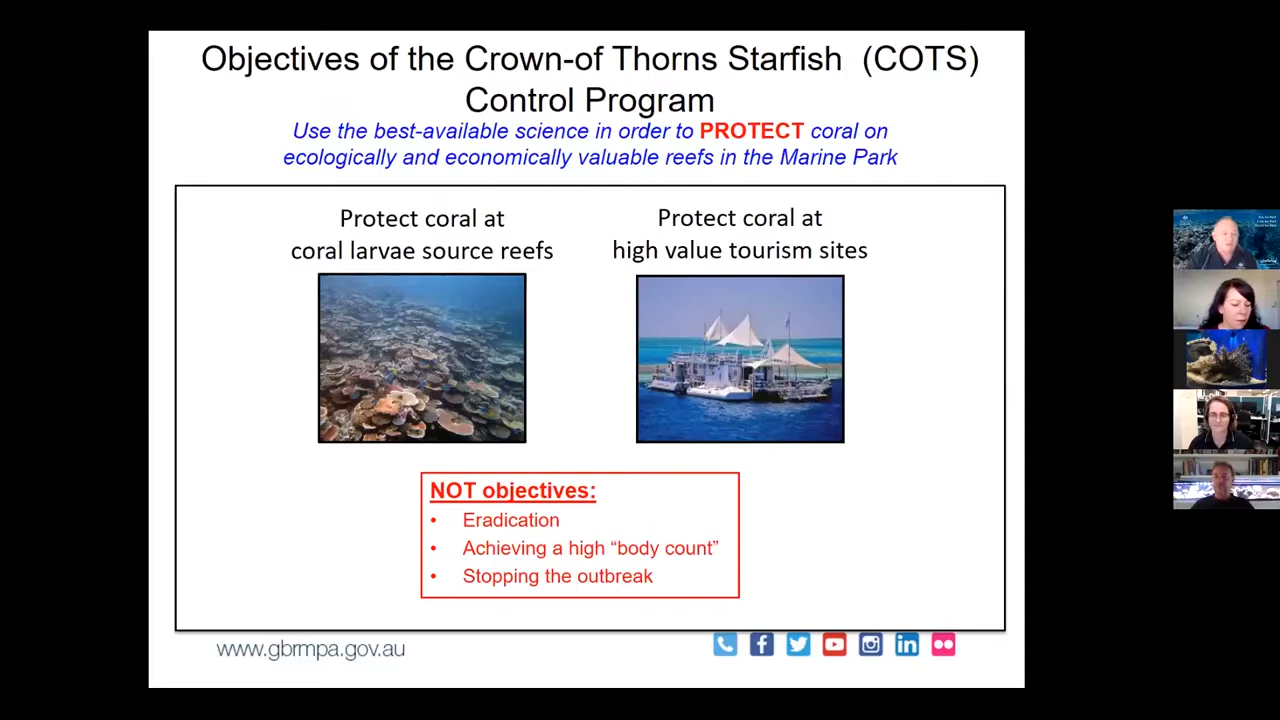 Objectives of the Crown-of Thorns Starfish (COTS)
Control Program
Use the best-available science in order to PROTECT coral on
ecologically and economically valuable reefs in the Marine Park
Protect coral at
coral larvae source reefs
Protect coral at
high value tourism sites
NOT objectives:
• Eradication
• Achieving a high “body count”
• Stopping the outbreak
www.gbrmpa.gov.au